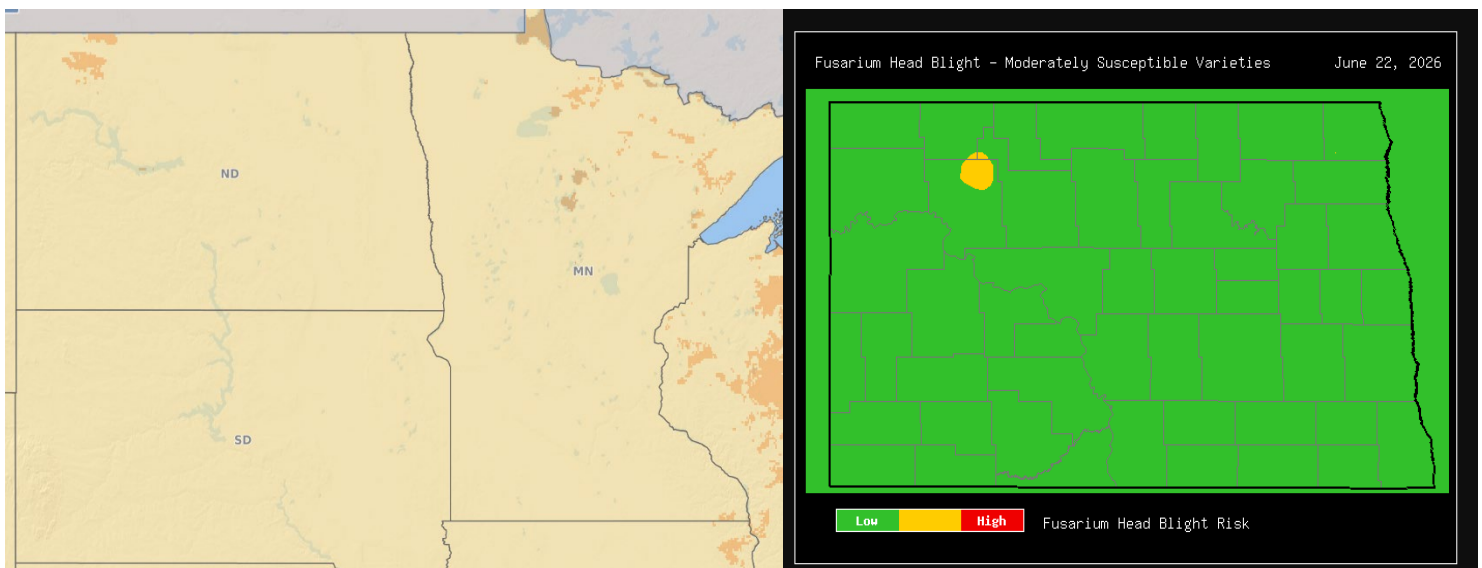 ND
MN
SD
Fusarium Head Blight - Moderately Susceptible Varieties June 22, 2026
Low High Fusarium Head Blight Risk